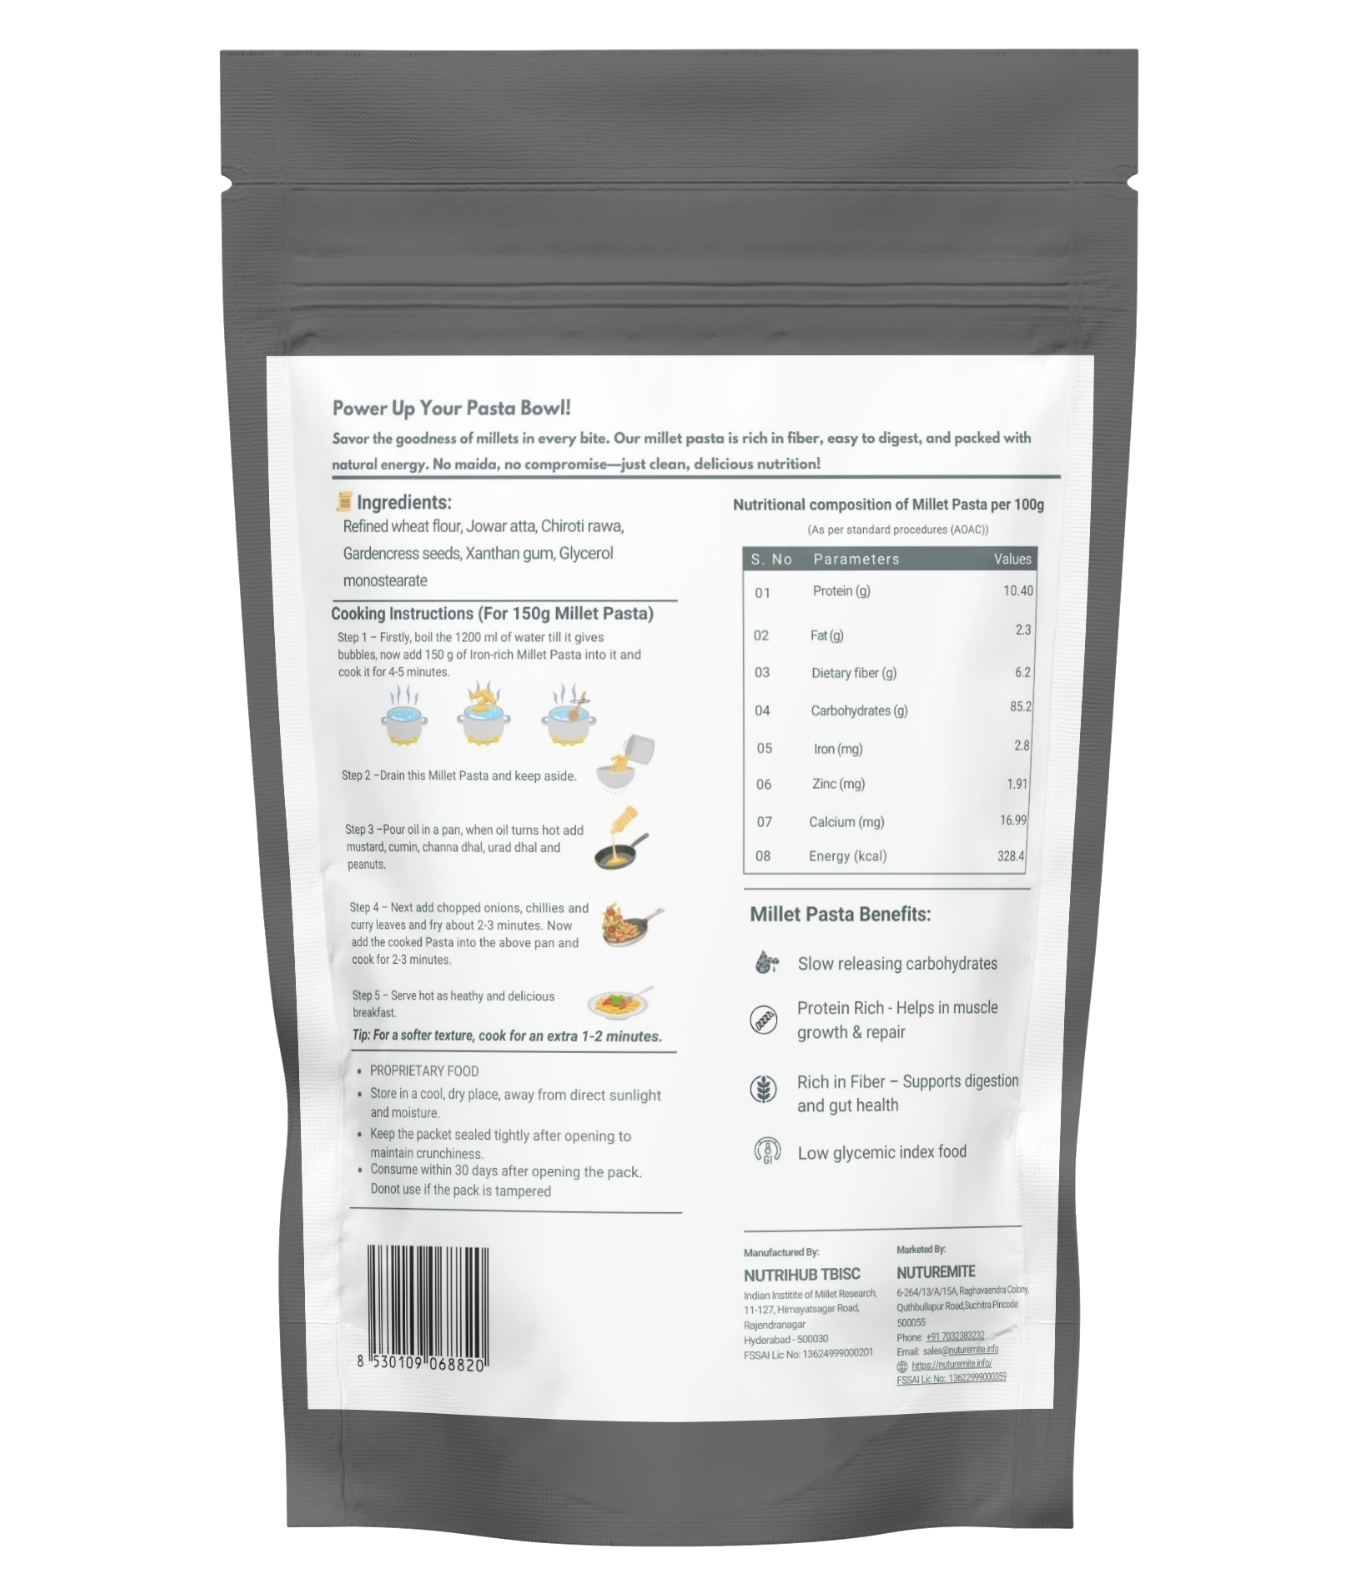 Power Up Your Pasta Bowl!
Savor the goodness of millets in every bite. Our millet pasta is rich in fiber, easy to digest, and packed with
natural energy. No maida, no compromise—just clean, delicious nutrition!
Ingredients:
Refined wheat flour, Jowar atta, Chiroti rawa,
Gardencress seeds, Xanthan gum, Glycerol
monostearate
Cooking Instructions (For 150g Millet Pasta)
Step 1 – Firstly, boil the 1200 ml of water till it gives
bubbles, now add 150 g of Iron-rich Millet Pasta into it and
cook it for 4-5 minutes.
Step 2 –Drain this Millet Pasta and keep aside.
Step 3 –Pour oil in a pan, when oil turns hot add
mustard, cumin, channa dhal, urad dhal and
peanuts.
Step 4 – Next add chopped onions, chillies and
curry leaves and fry about 2-3 minutes. Now
add the cooked Pasta into the above pan and
cook for 2-3 minutes.
Step 5 – Serve hot as heathy and delicious
breakfast.
Tip: For a softer texture, cook for an extra 1-2 minutes.
• PROPRIETARY FOOD
• Store in a cool, dry place, away from direct sunlight
and moisture.
• Keep the packet sealed tightly after opening to
maintain crunchiness.
• Consume within 30 days after opening the pack.
Donot use if the pack is tampered
8 530109 068820
Nutritional composition of Millet Pasta per 100g
(As per standard procedures (AOAC))
S. No Parameters Values
01 Protein (g) 10.40
02 Fat (g) 2.3
03 Dietary fiber (g) 6.2
04 Carbohydrates (g) 85.2
05 Iron (mg) 2.8
06 Zinc (mg) 1.91
07 Calcium (mg) 16.99
08 Energy (kcal) 328.4
Millet Pasta Benefits:
Slow releasing carbohydrates
Protein Rich - Helps in muscle
growth & repair
Rich in Fiber – Supports digestion
and gut health
GI
Low glycemic index food
Manufactured By:
NUTRIHUB TBISC
Indian Institite of Millet Research,
11-127, Himayatsagar Road,
Rajendranagar
Hyderabad - 500030
FSSAI Lic No: 13624999000201
Marketed By:
NUTUREMITE
6-264/13/A/15A, Raghavaendra Colony,
Quthbullapur Road,Suchitra Pincode:
500055
Phone: +91 7032383232
Email: sales@nuturemite.info
https://nuturemite.info/
FSSAI Lic No: 13622999000359